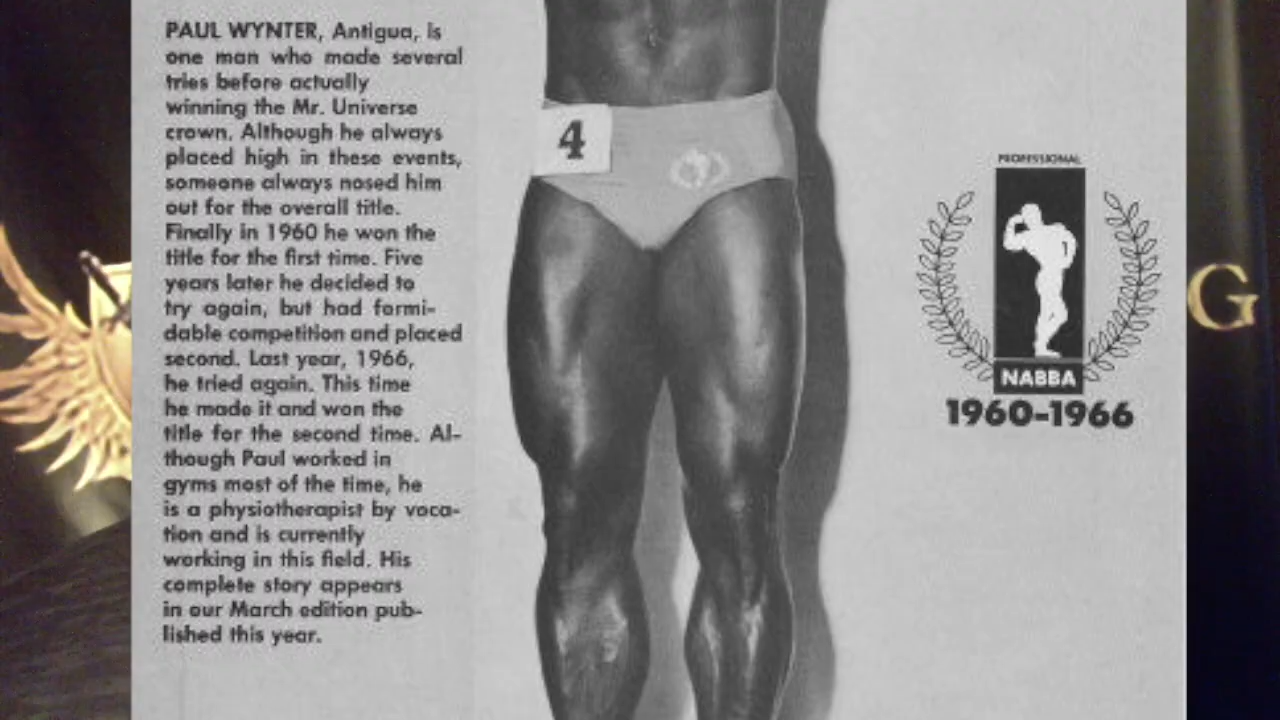 PAUL WYNTER, Antigua, is
one man who made several
tries before actually
winning the Mr. Universe
crown. Although he always
placed high in these events,
someone always nosed him
out for the overall title.
Finally in 1960 he won the
title for the first time. Five
years later he decided to
try again, but had formi-
dable competition and placed
second. Last year, 1966,
he tried again. This time
he made it and won the
title for the second time. Al-
though Paul worked in
gyms most of the time, he
is a physiotherapist by voca-
tion and is currently
working in this field. His
complete story appears
in our March edition pub-
lished this year.
4
PROFESSIONAL
NABBA
1960-1966
G